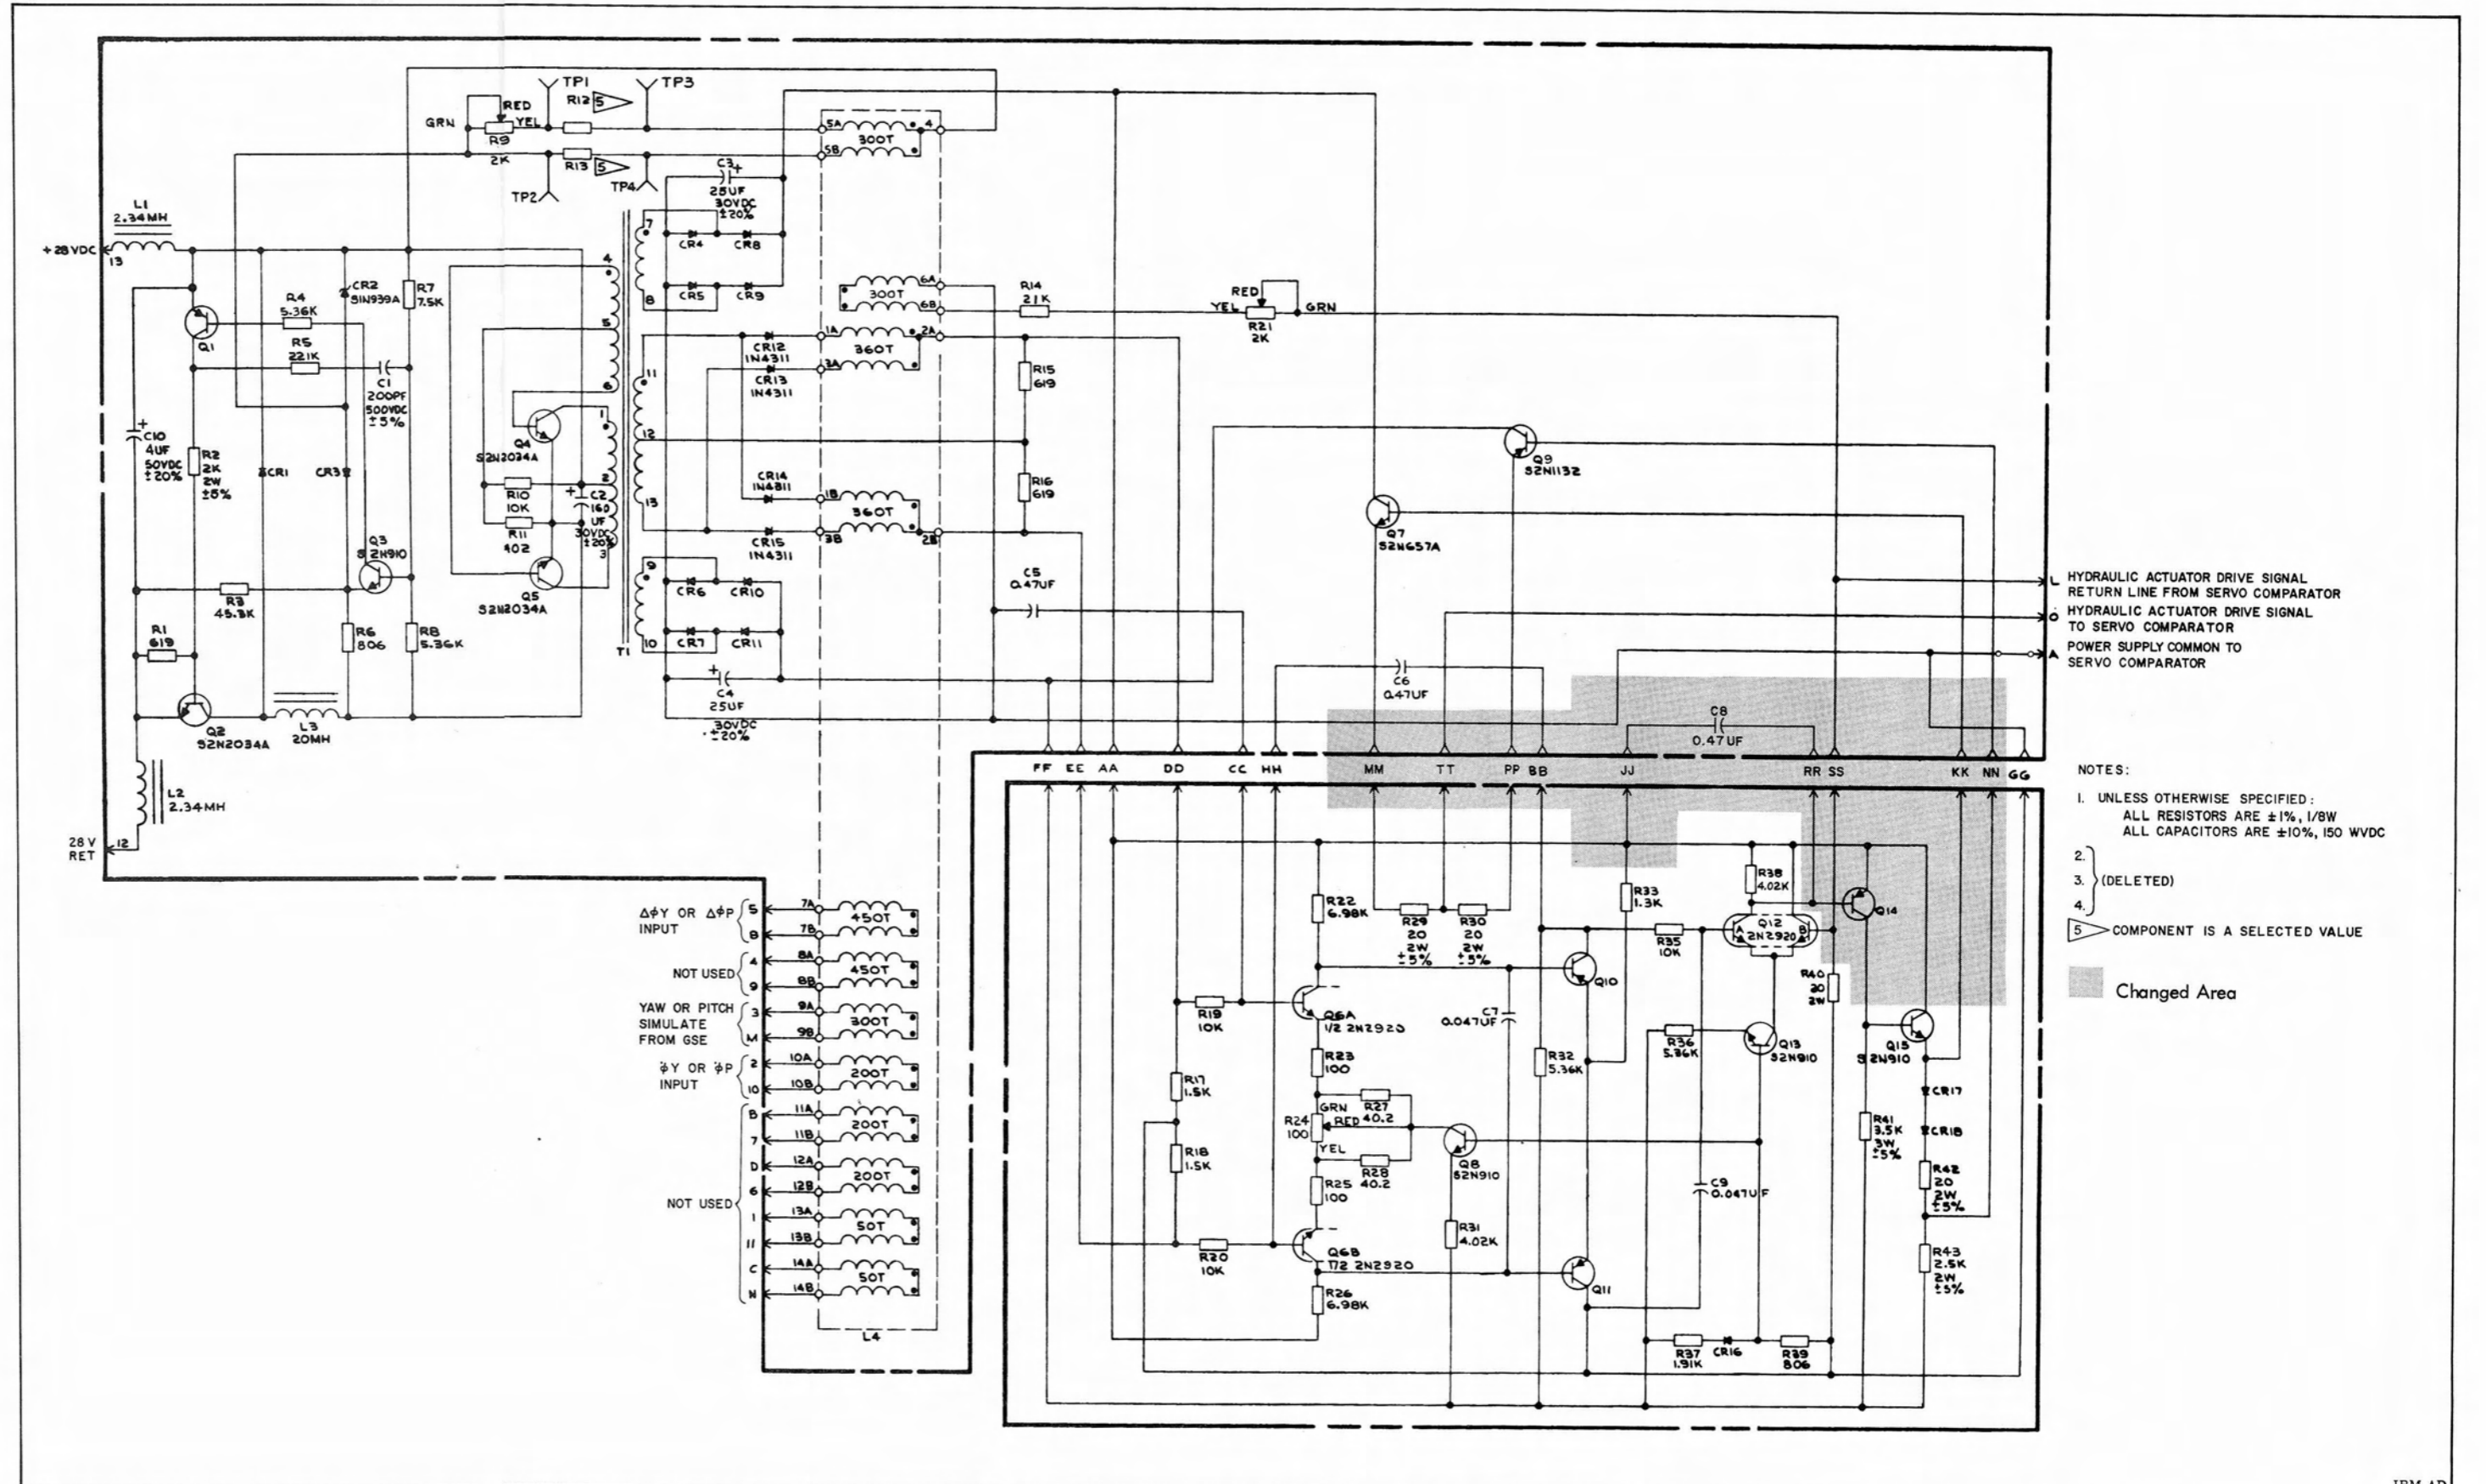 TP1
TP3
RED
R12 5
GRN
YEL
R9
2K
R13 5
TP2
TP4
5A
4
300T
5B
C3
+
25UF
30VDC
±20%
L1
2.34MH
+28VDC
13
7
CR4
CR8
CR5
CR9
8
4
5
6
CR2
S1N939A
R7
7.5K
R4
5.36K
Q1
R5
221K
C1
200PF
500VDC
±5%
6A
300T
6B
R14
21K
RED
YEL
GRN
R21
2K
1A
2A
360T
3A
CR12
1N4311
CR13
1N4311
R15
619
11
12
13
1
2
3
Q4
S2N2034A
R10
10K
R11
402
+
C2
160
UF
30VDC
±20%
Q5
S2N2034A
CR14
1N4811
1B
360T
3B
2B
CR15
1N4311
R16
619
Q9
S2N1132
Q7
S2N657A
+
C10
4UF
50VDC
±20%
R2
2K
2W
±5%
CR1
CR3
Q3
S2N910
R3
45.3K
R1
619
R6
806
R8
5.36K
Q2
S2N2034A
L3
20MH
L2
2.34MH
28 V
RET
12
9
CR6
CR10
CR7
CR11
10
T1
+
C4
25UF
30VDC
±20%
C5
0.47UF
C6
0.47UF
C8
0.47UF
L HYDRAULIC ACTUATOR DRIVE SIGNAL
RETURN LINE FROM SERVO COMPARATOR
O HYDRAULIC ACTUATOR DRIVE SIGNAL
TO SERVO COMPARATOR
A POWER SUPPLY COMMON TO
SERVO COMPARATOR
FF EE AA DD CC HH MM TT PP BB JJ RR SS KK NN GG
NOTES:
1. UNLESS OTHERWISE SPECIFIED:
ALL RESISTORS ARE ±1%, 1/8W
ALL CAPACITORS ARE ±10%, 150 WVDC
2.
3. (DELETED)
4.
5 COMPONENT IS A SELECTED VALUE
Changed Area
ΔφY OR ΔφP
INPUT
5 7A
450T
8 7B
NOT USED
4 8A
450T
9 8B
YAW OR PITCH
SIMULATE
FROM GSE
3 9A
300T
M 9B
φY OR φP
INPUT
2 10A
200T
10 10B
B 11A
200T
7 11B
D 12A
200T
6 12B
NOT USED
1 13A
50T
11 13B
C 14A
50T
N 14B
L4
R22
6.98K
R29
20
2W
±5%
R30
20
2W
±5%
R33
1.3K
R38
4.02K
Q14
A
Q12
2N2920
B
R35
10K
R40
20
2W
Q10
R19
10K
Q6A
1/2 2N2920
C7
0.047UF
R36
5.36K
Q13
S2N910
Q15
S2N910
R32
5.36K
R23
100
R17
1.5K
GRN
R27
40.2
R24
100
RED
YEL
R28
40.2
Q8
S2N910
R18
1.5K
R25
100
C9
0.047UF
CR17
R41
3.5K
3W
±5%
CR18
R42
20
2W
±5%
R31
4.02K
R20
10K
Q6B
1/2 2N2920
Q11
R26
6.98K
R43
2.5K
2W
±5%
R37
1.91K
CR16
R39
806